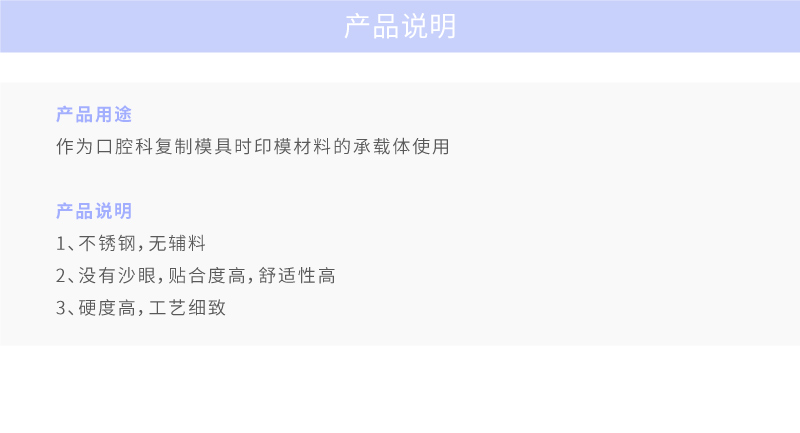 产品说明
产品用途
作为口腔科复制模具时印模材料的承载体使用
产品说明
1、不锈钢，无辅料
2、没有沙眼，贴合度高，舒适性高
3、硬度高，工艺细致